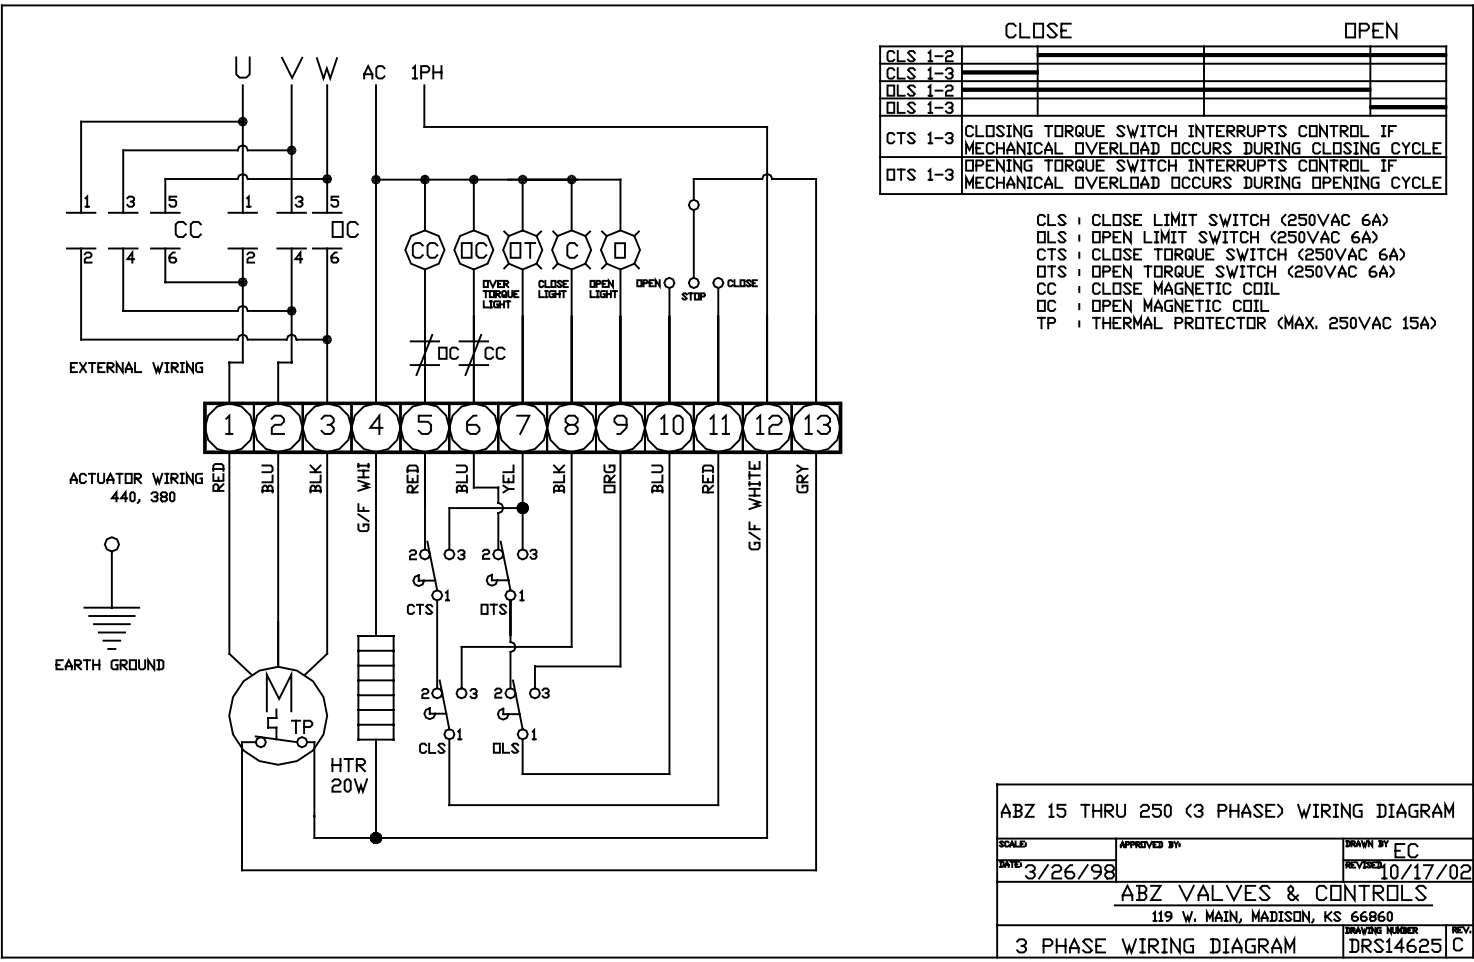 CLOSE OPEN
U V W AC 1PH
CLS 1-2
CLS 1-3
OLS 1-2
OLS 1-3
CTS 1-3 CLOSING TORQUE SWITCH INTERRUPTS CONTROL IF
MECHANICAL OVERLOAD OCCURS DURING CLOSING CYCLE
OTS 1-3 OPENING TORQUE SWITCH INTERRUPTS CONTROL IF
MECHANICAL OVERLOAD OCCURS DURING OPENING CYCLE
CLS : CLOSE LIMIT SWITCH (250VAC 6A)
OLS : OPEN LIMIT SWITCH (250VAC 6A)
CTS : CLOSE TORQUE SWITCH (250VAC 6A)
OTS : OPEN TORQUE SWITCH (250VAC 6A)
CC : CLOSE MAGNETIC COIL
OC : OPEN MAGNETIC COIL
TP : THERMAL PROTECTOR (MAX. 250VAC 15A)
1 3 5 1 3 5
CC OC
2 4 6 2 4 6
CC OC OT C O
OVER
TORQUE
LIGHT
CLOSE
LIGHT
OPEN
LIGHT
OPEN STOP CLOSE
OC CC
EXTERNAL WIRING
1 2 3 4 5 6 7 8 9 10 11 12 13
ACTUATOR WIRING
440, 380
RED BLU BLK G/F WHI RED BLU YEL BLK ORG BLU RED G/F WHITE GRY
2 3 2 3
1 1
CTS OTS
EARTH GROUND
2 3 2 3
1 1
CLS OLS
M
TP
HTR
20W
ABZ 15 THRU 250 (3 PHASE) WIRING DIAGRAM
SCALE: APPROVED BY: DRAWN BY EC
DATE: 3/26/98 REVISED 10/17/02
ABZ VALVES & CONTROLS
119 W. MAIN, MADISON, KS 66860
3 PHASE WIRING DIAGRAM
DRAWING NUMBER
DRS14625
REV.
C